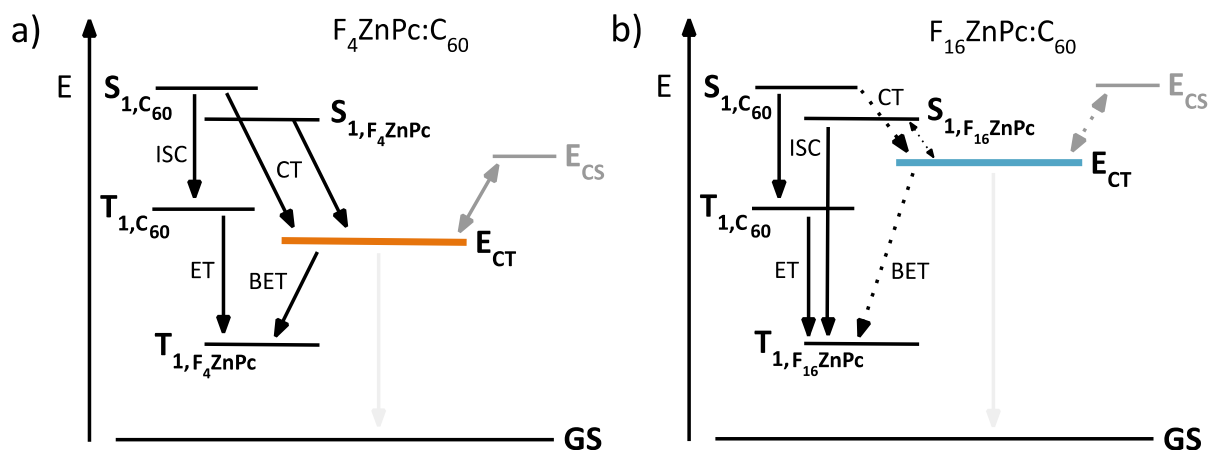 a)
F4ZnPc:C60
E
S1,C60
S1,F4ZnPc
ISC
CT
ECS
T1,C60
ECT
ET
BET
T1,F4ZnPc
GS
b)
F16ZnPc:C60
E
S1,C60
CT
ECS
S1,F16ZnPc
ISC
ECT
T1,C60
ET
BET
T1,F16ZnPc
GS